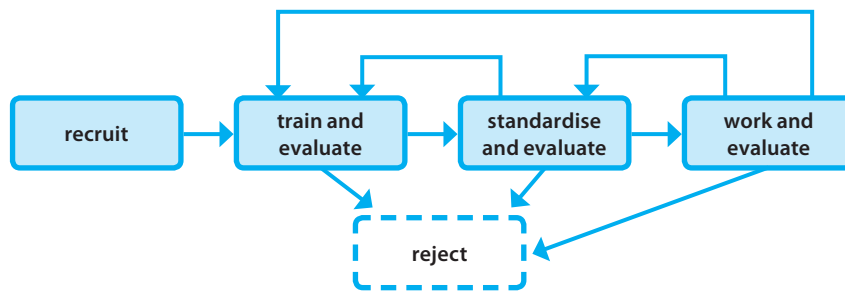 recruit
train and
evaluate
standardise
and evaluate
work and
evaluate
reject